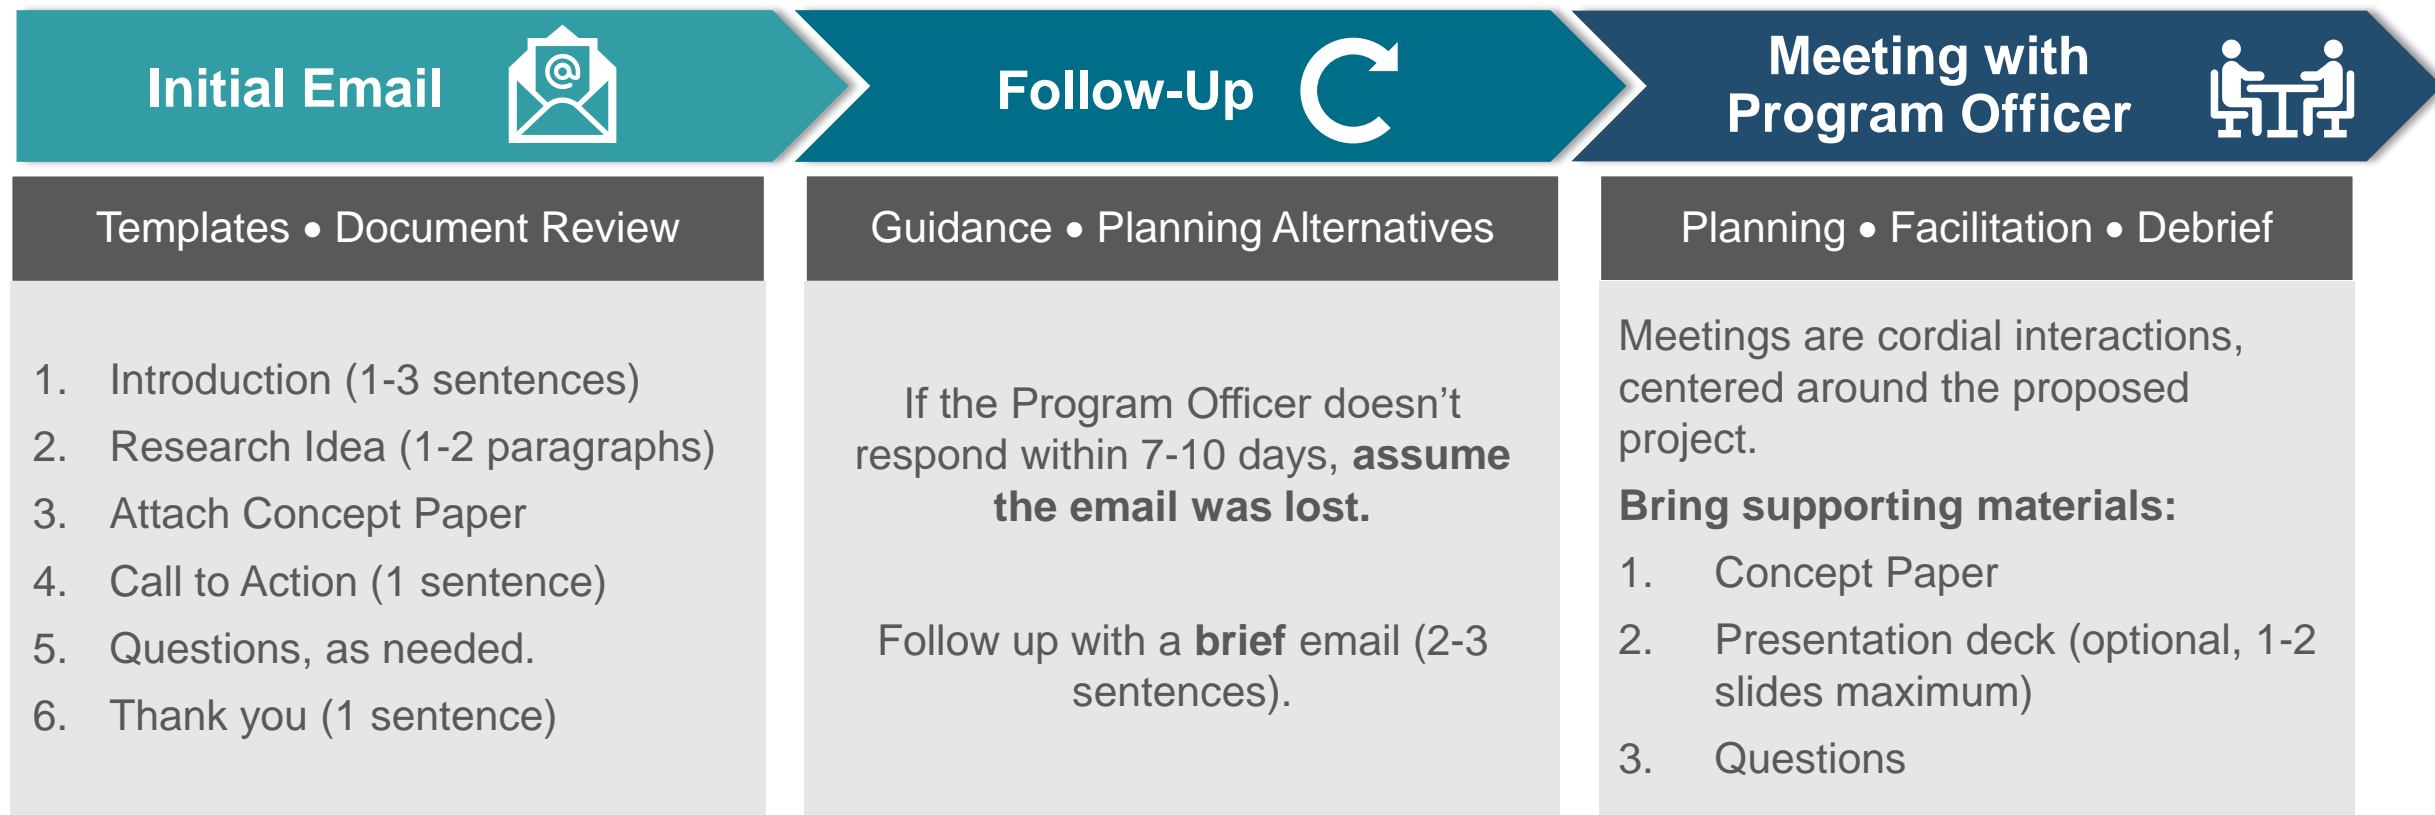 Initial Email
@
Templates • Document Review
1. Introduction (1-3 sentences)
2. Research Idea (1-2 paragraphs)
3. Attach Concept Paper
4. Call to Action (1 sentence)
5. Questions, as needed.
6. Thank you (1 sentence)
Follow-Up
Guidance • Planning Alternatives
If the Program Officer doesn’t
respond within 7-10 days, assume
the email was lost.
Follow up with a brief email (2-3
sentences).
Meeting with
Program Officer
Planning • Facilitation • Debrief
Meetings are cordial interactions,
centered around the proposed
project.
Bring supporting materials:
1. Concept Paper
2. Presentation deck (optional, 1-2
slides maximum)
3. Questions